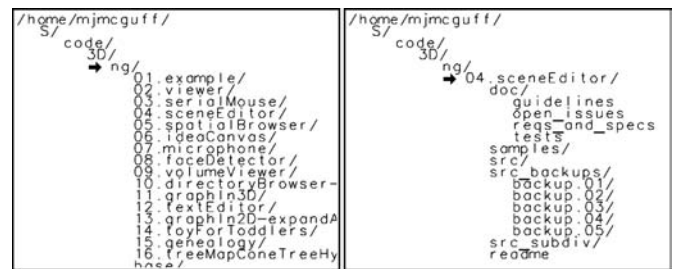 /home/mjmcguff/
S/
code/
3D/
ng/
01.example/
02.viewer/
03.serialMouse/
04.sceneEditor/
05.spatialBrowser/
06.ideaCanvas/
07.microphone/
08.faceDetector/
09.volumeViewer/
10.directoryBrowser-
11.graphIn3D/
12.textEditor/
13.graphIn2D-expandA
14.toyForToddlers/
15.genealogy/
16.treeMapConeTreeHy
base/
/home/mjmcguff/
S/
code/
3D/
ng/
04.sceneEditor/
doc/
guidelines
open_issues
reqs_and_specs
tests
samples/
src/
src_backups/
backup.01/
backup.02/
backup.03/
backup.04/
backup.05/
src_subdiv/
readme